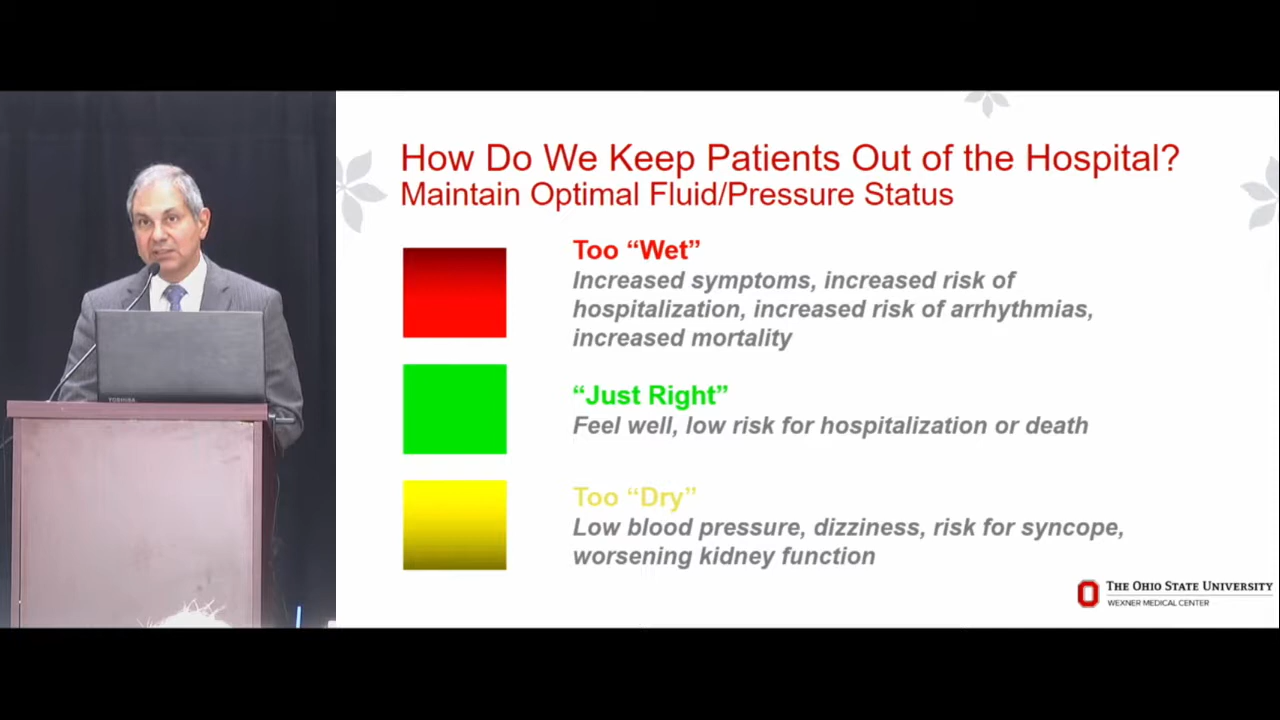 How Do We Keep Patients Out of the Hospital?
Maintain Optimal Fluid/Pressure Status
Too “Wet”
Increased symptoms, increased risk of
hospitalization, increased risk of arrhythmias,
increased mortality
“Just Right”
Feel well, low risk for hospitalization or death
Too “Dry”
Low blood pressure, dizziness, risk for syncope,
worsening kidney function
THE OHIO STATE UNIVERSITY
WEXNER MEDICAL CENTER
TOSHIBA